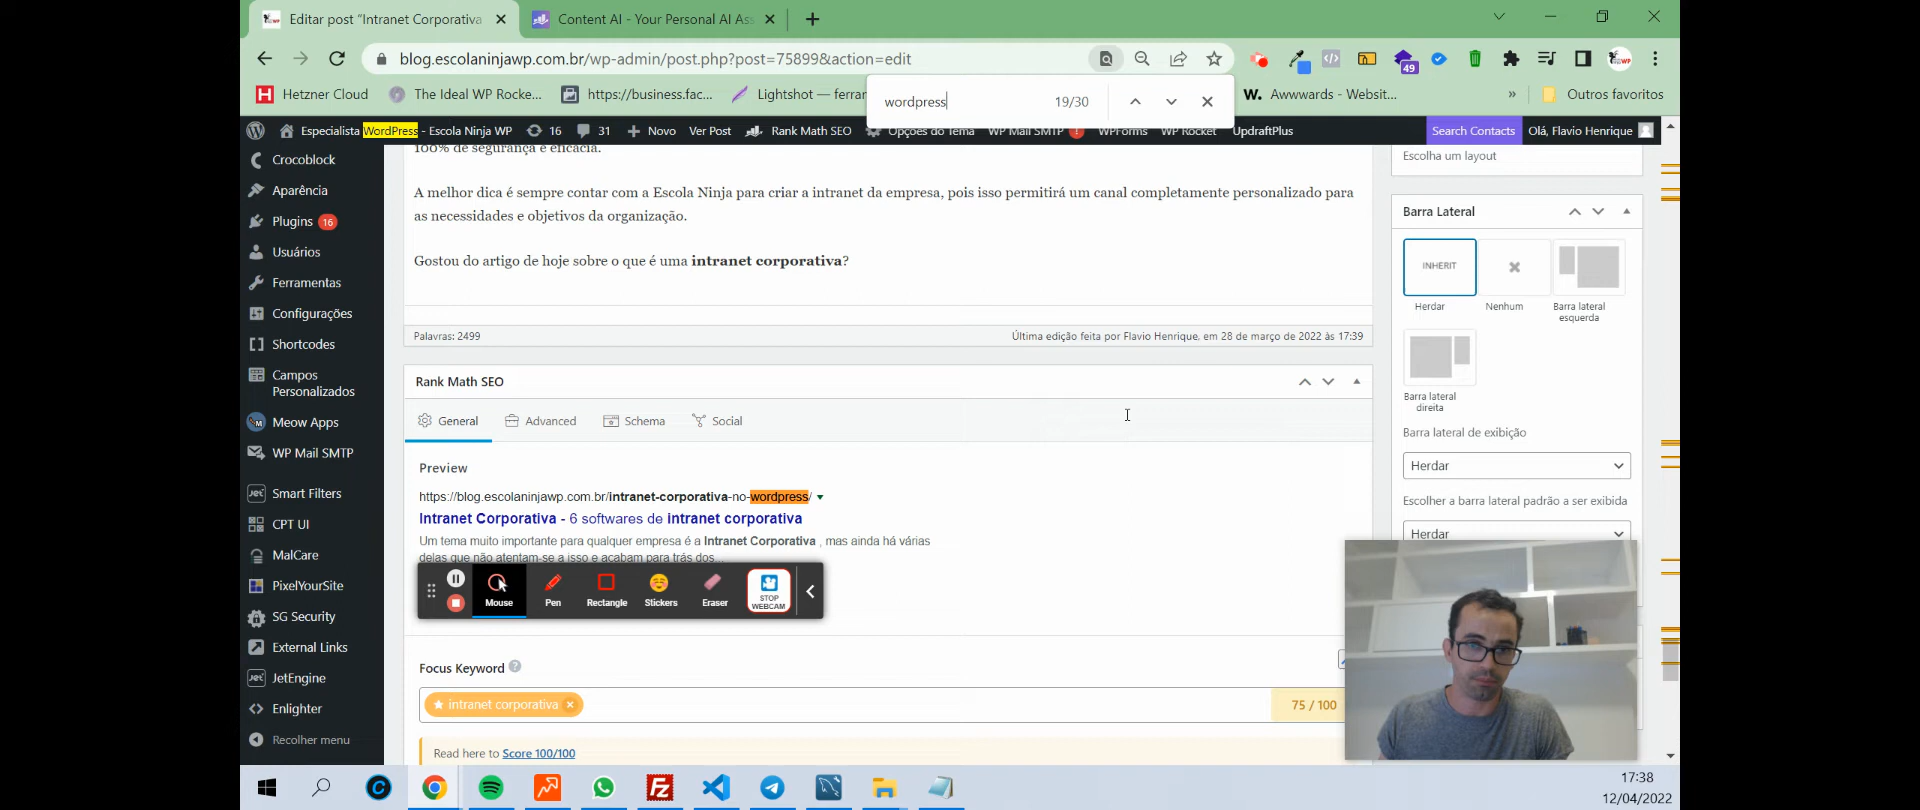 Editar post “Intranet Corporativa
Content AI - Your Personal AI Ass
blog.escolaninjawp.com.br/wp-admin/post.php?post=75899&action=edit
49
wordpress
19/30
Hetzner Cloud
The Ideal WP Rocke...
https://business.fac...
Lightshot — ferra
W. Awwwards - Websit...
»
Outros favoritos
Especialista WordPress - Escola Ninja WP
16
31
Novo
Ver Post
Rank Math SEO
Opções do Tema
WP Mail SMTP
WPForms
WP Rocket
UpdraftPlus
Search Contacts
Olá, Flavio Henrique
Crocoblock
Aparência
Plugins 16
Usuários
Ferramentas
Configurações
Shortcodes
Campos
Personalizados
Meow Apps
WP Mail SMTP
Smart Filters
CPT UI
MalCare
PixelYourSite
SG Security
External Links
JetEngine
Enlighter
Recolher menu
100% de segurança e eficácia.
A melhor dica é sempre contar com a Escola Ninja para criar a intranet da empresa, pois isso permitirá um canal completamente personalizado para
as necessidades e objetivos da organização.
Gostou do artigo de hoje sobre o que é uma intranet corporativa?
Palavras: 2499
Última edição feita por Flavio Henrique, em 28 de março de 2022 às 17:39
Rank Math SEO
General
Advanced
Schema
Social
Preview
https://blog.escolaninjawp.com.br/intranet-corporativa-no-wordpress/
Intranet Corporativa - 6 softwares de intranet corporativa
Um tema muito importante para qualquer empresa é a Intranet Corporativa , mas ainda há várias
delas que não atentam-se a isso e acabam para trás dos...
Mouse
Pen
Rectangle
Stickers
Eraser
STOP
WEBCAM
Focus Keyword
intranet corporativa
75 / 100
Read here to Score 100/100
Escolha um layout
Barra Lateral
INHERIT
Herdar
Nenhum
Barra lateral
esquerda
Barra lateral
direita
Barra lateral de exibição
Herdar
Escolher a barra lateral padrão a ser exibida
Herdar
17:38
12/04/2022